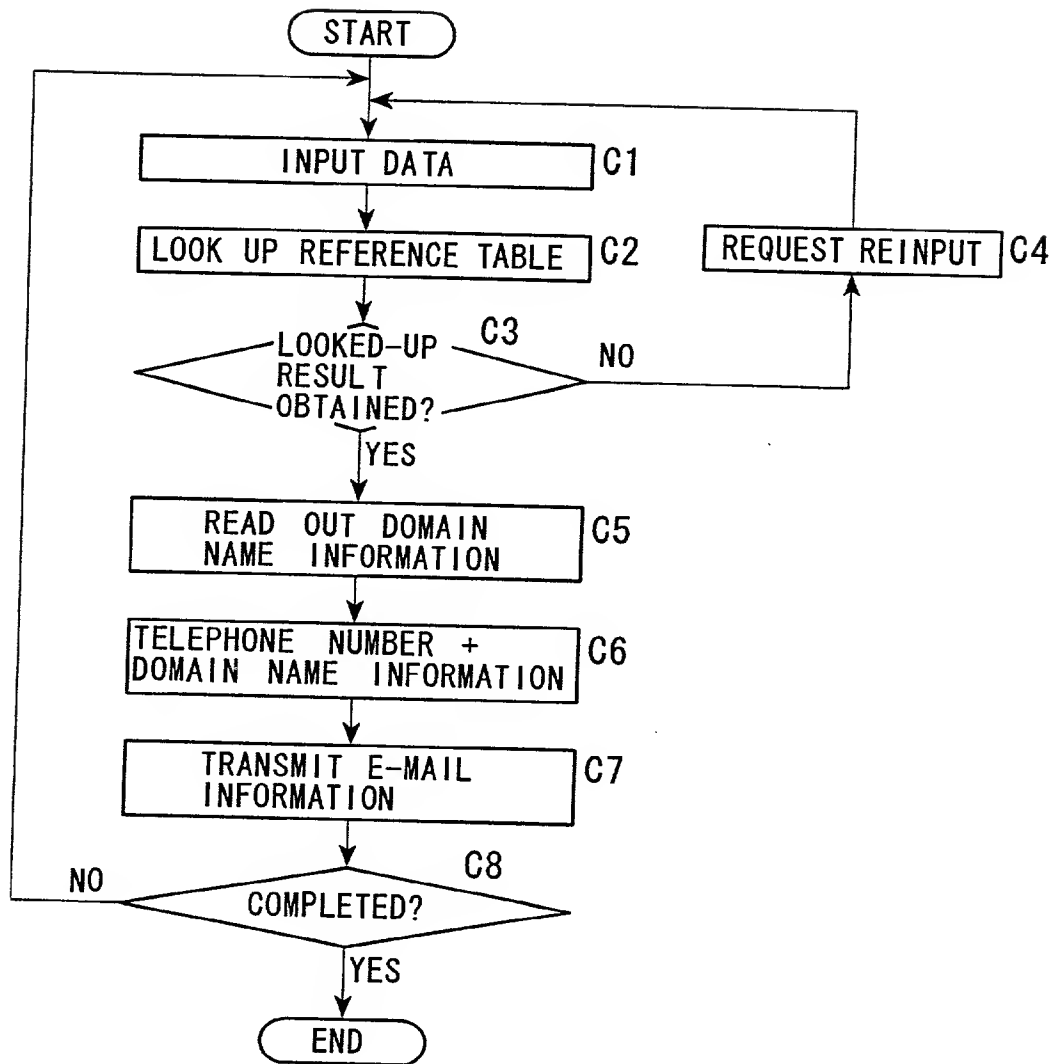 START
INPUT DATA
C1
LOOK UP REFERENCE TABLE
C2
REQUEST REINPUT
C4
C3
LOOKED-UP
RESULT
OBTAINED?
NO
YES
READ OUT DOMAIN
NAME INFORMATION
C5
TELEPHONE NUMBER +
DOMAIN NAME INFORMATION
C6
TRANSMIT E-MAIL
INFORMATION
C7
C8
NO
COMPLETED?
YES
END